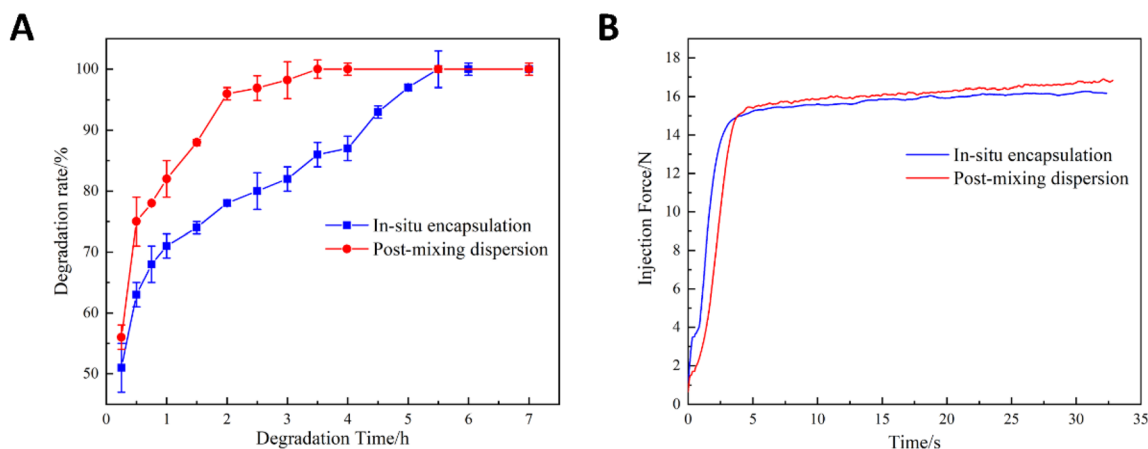 A
100
90
80
70
60
50
Degradation rate/%
0 1 2 3 4 5 6 7
Degradation Time/h
In-situ encapsulation
Post-mixing dispersion
B
18
16
14
12
10
8
6
4
2
0
Injection Force/N
0 5 10 15 20 25 30 35
Time/s
In-situ encapsulation
Post-mixing dispersion